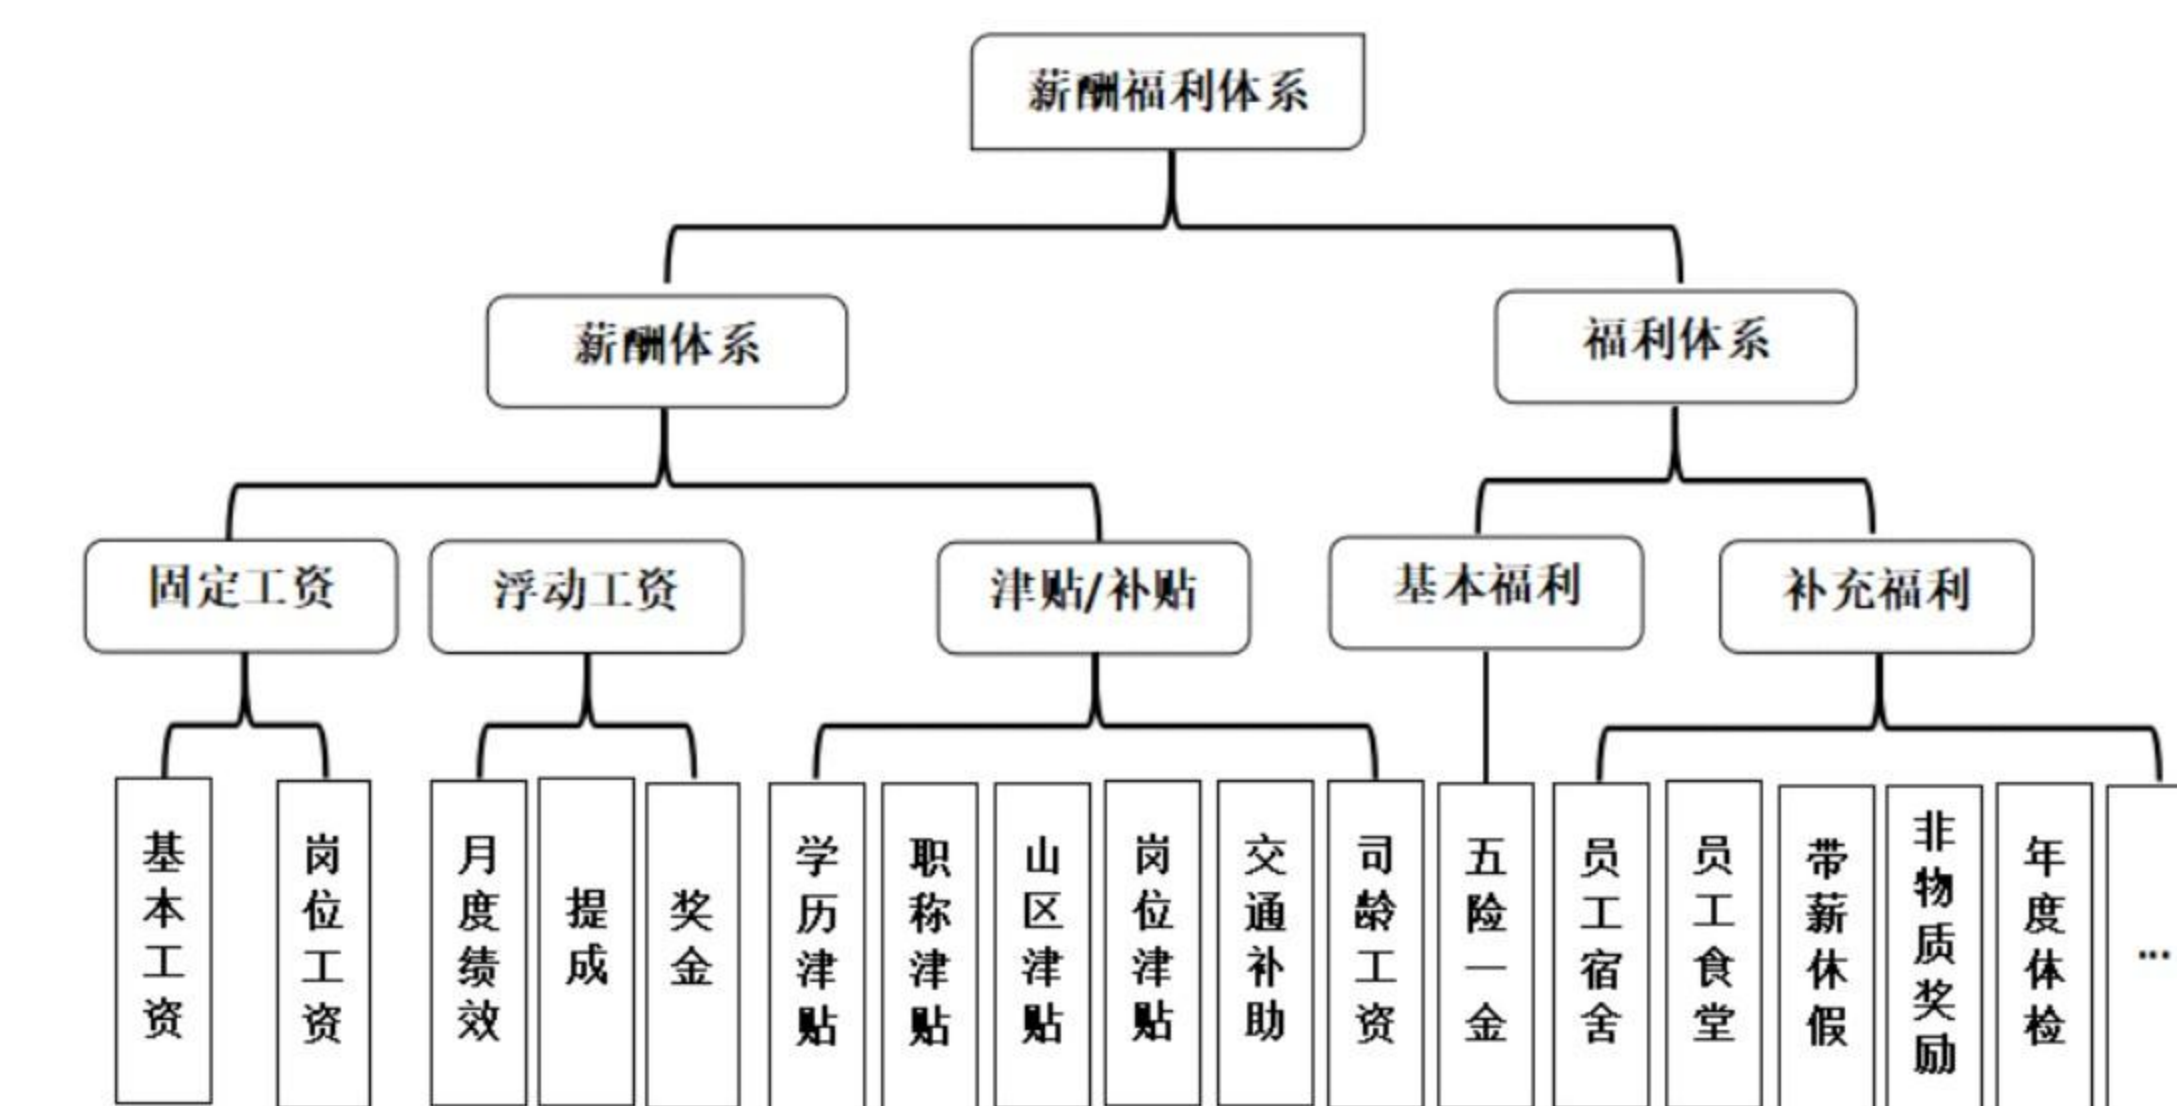 薪酬福利体系
薪酬体系
福利体系
固定工资
浮动工资
津贴/补贴
基本福利
补充福利
基本工资
岗位工资
月度绩效
提成
奖金
学历津贴
职称津贴
山区津贴
岗位津贴
交通补助
司龄工资
五险一金
员工宿舍
员工食堂
带薪休假
非物质奖励
年度体检
...